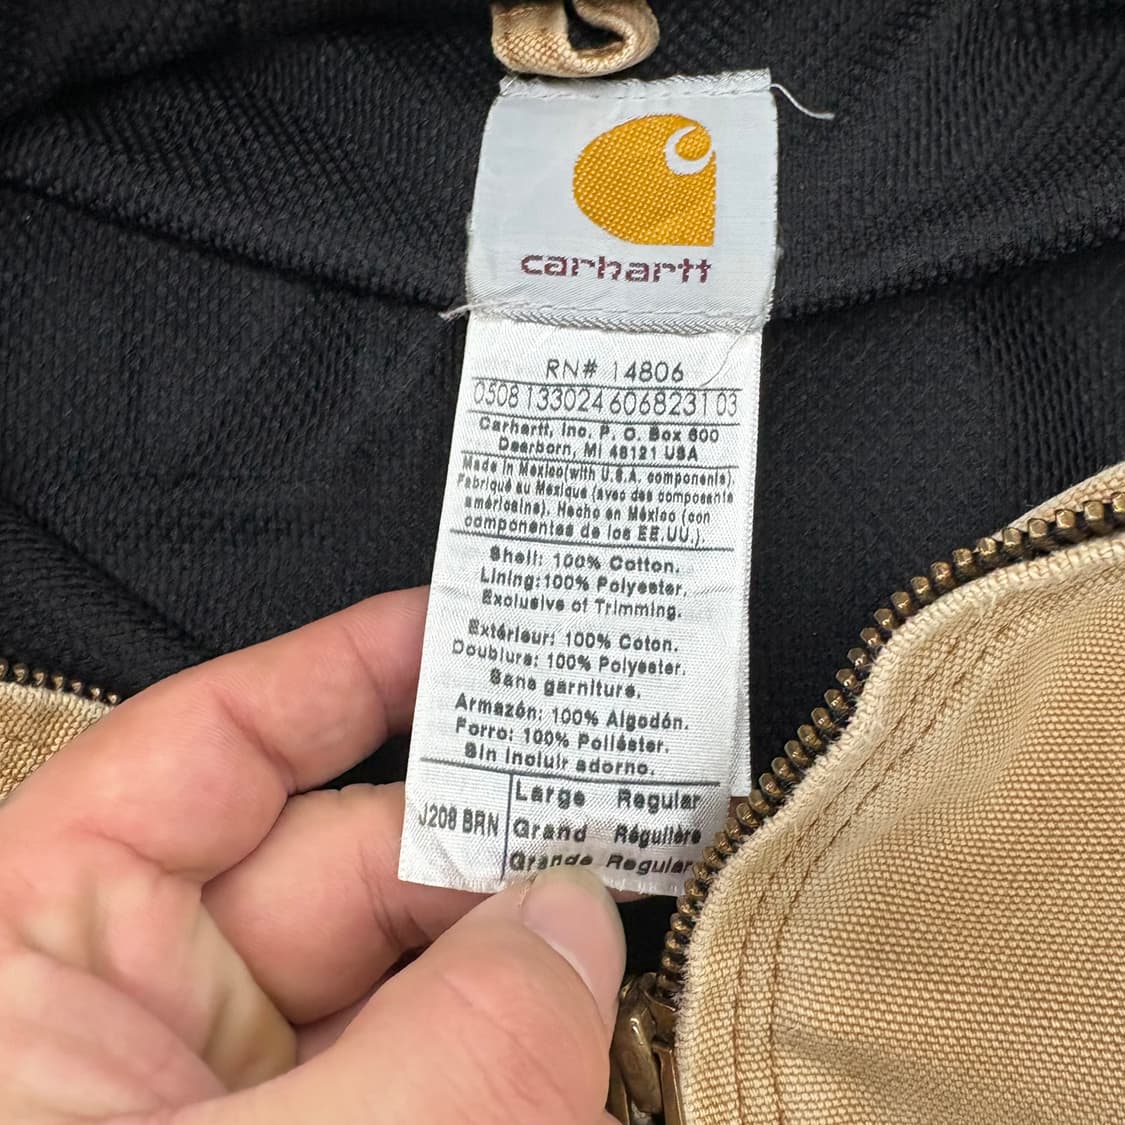 carhartt
RN# 14806
0508 133024 6068231 03
Carhartt, Inc, P. O. Box 600
Dearborn, MI 48121 USA
Made in Mexico(with U.S.A. components).
Fabriqué au Mexique (avec des composants
américains). Hecho en México (con
componentes de los EE.UU.).
Shell: 100% Cotton.
Lining:100% Polyester.
Exclusive of Trimming.
Extérieur: 100% Coton.
Doublure: 100% Polyester.
Sans garniture.
Armazón: 100% Algodón.
Forro: 100% Poliéster.
Sin Incluir adorno.
J208 BRN
Large Regular
Grand Régulière
Grande Regular